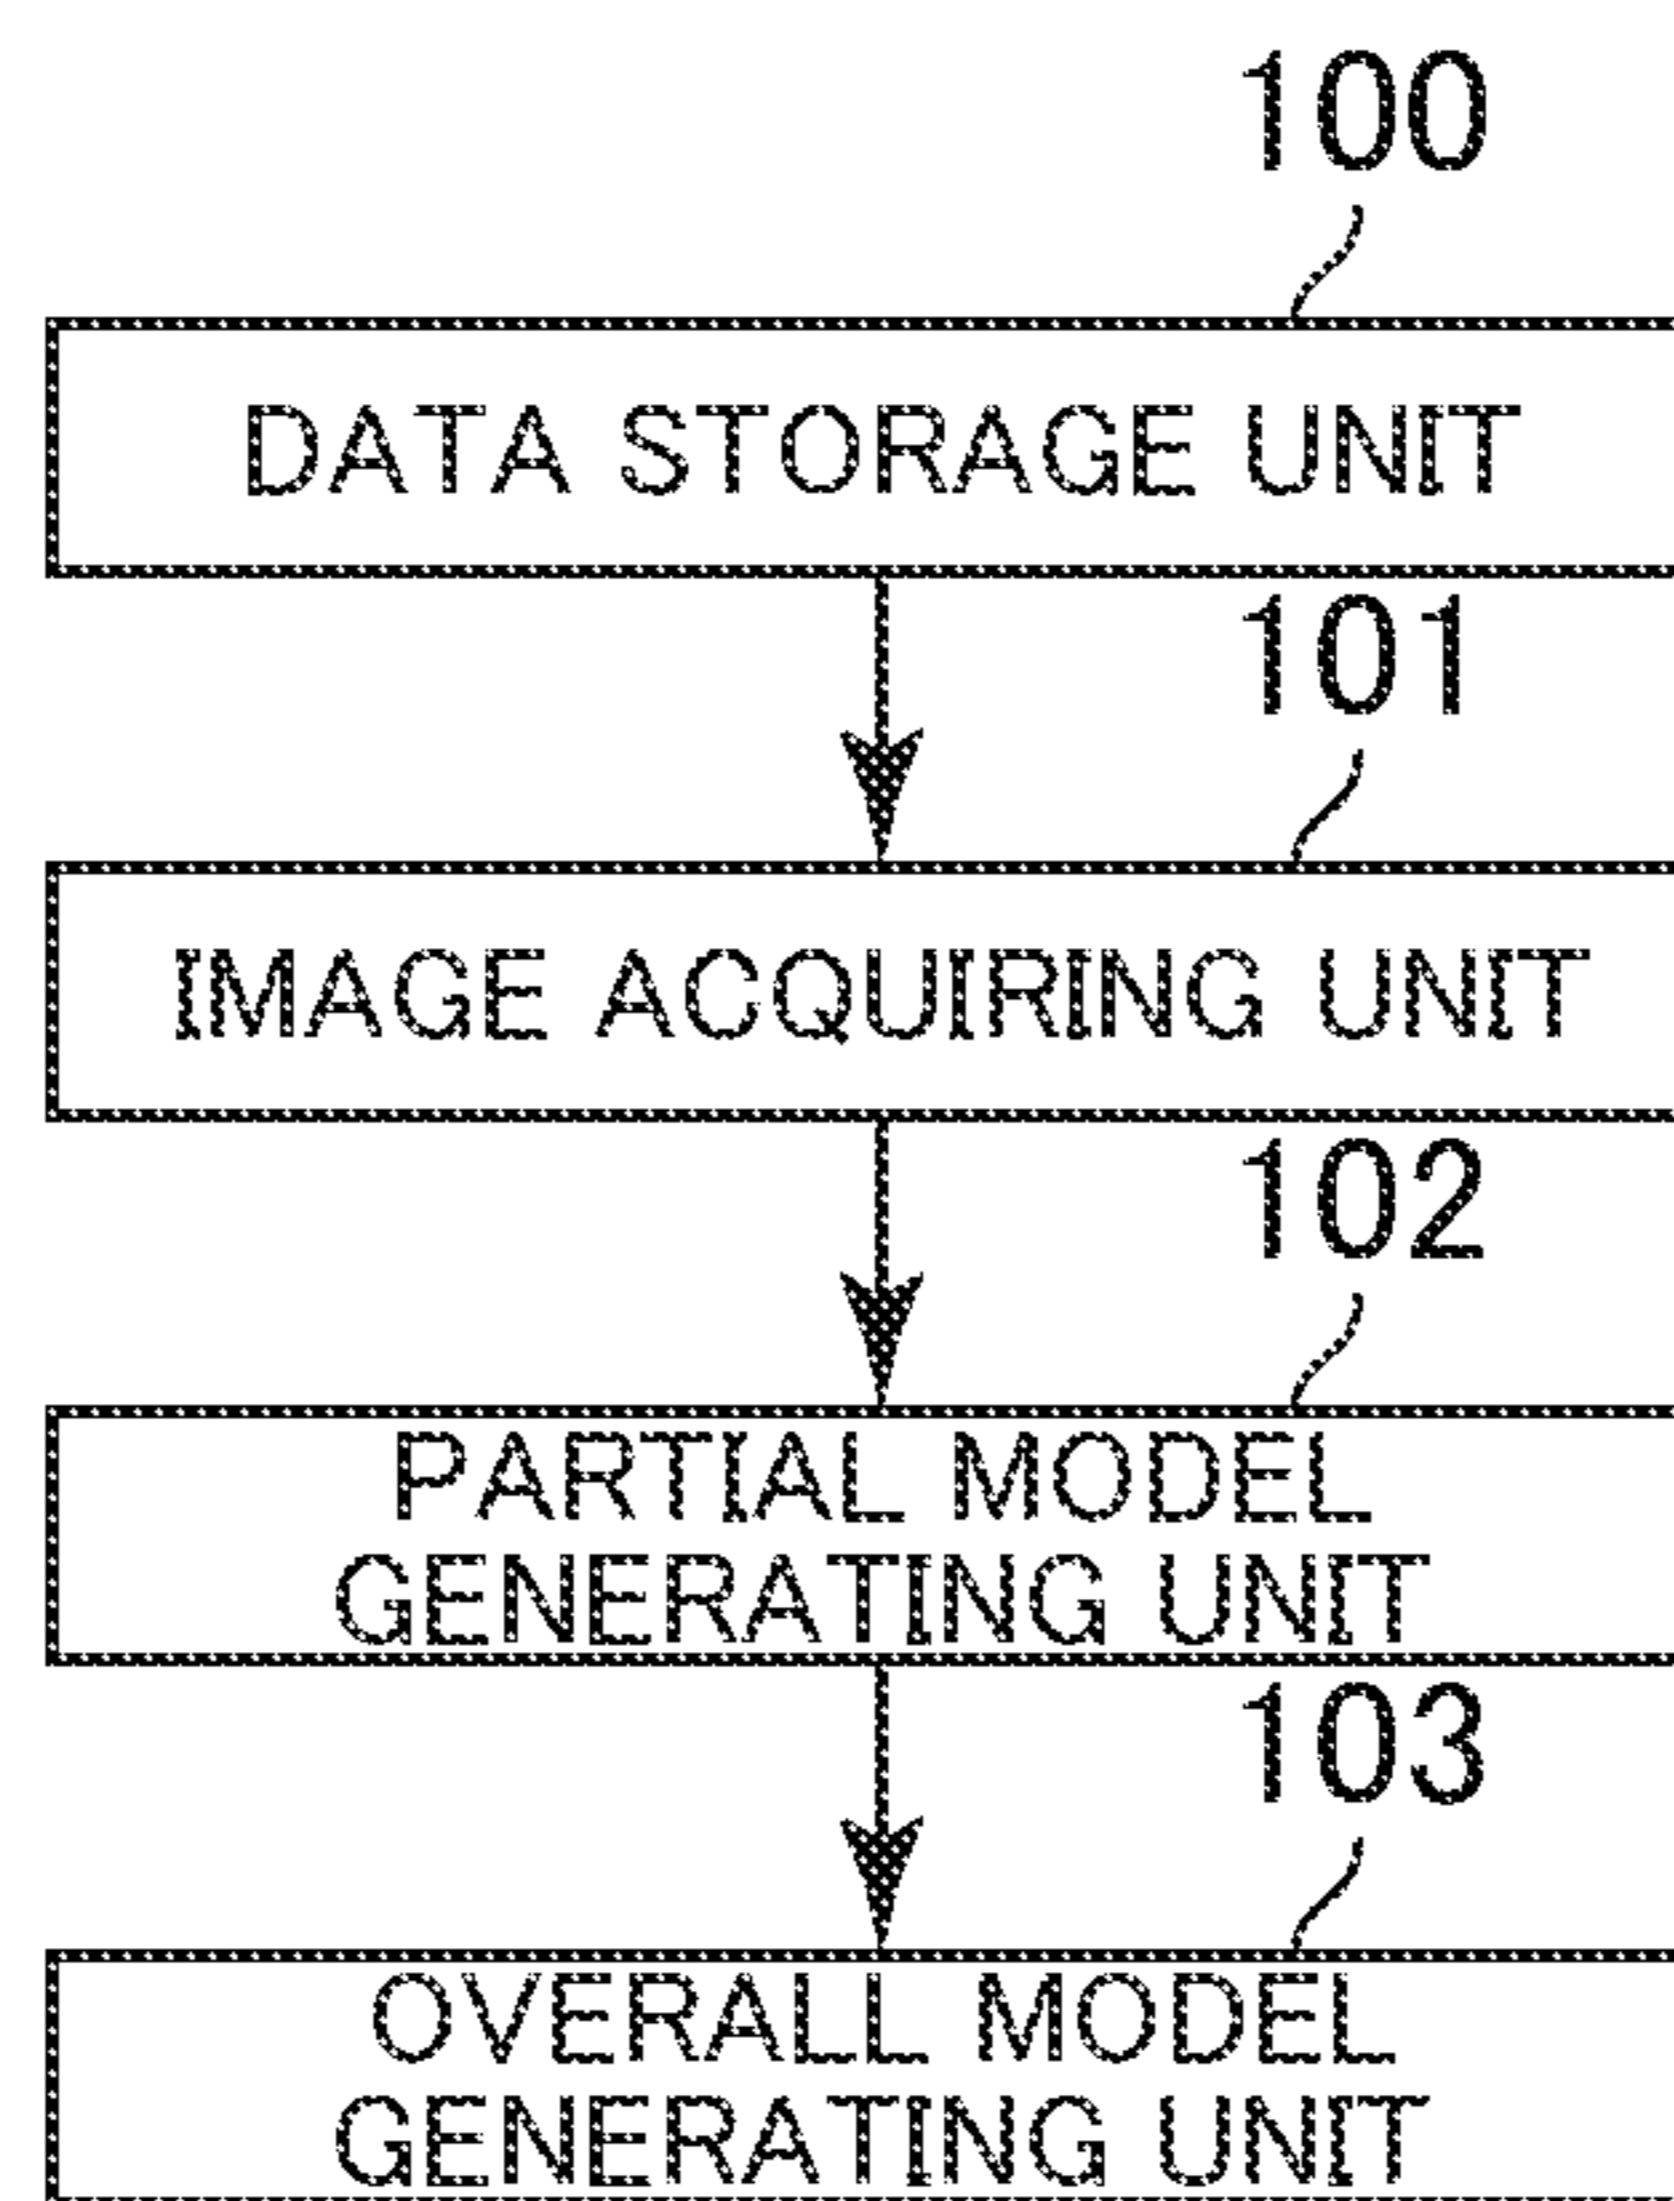 100
DATA STORAGE UNIT
101
IMAGE ACQUIRING UNIT
102
PARTIAL MODEL
GENERATING UNIT
103
OVERALL MODEL
GENERATING UNIT